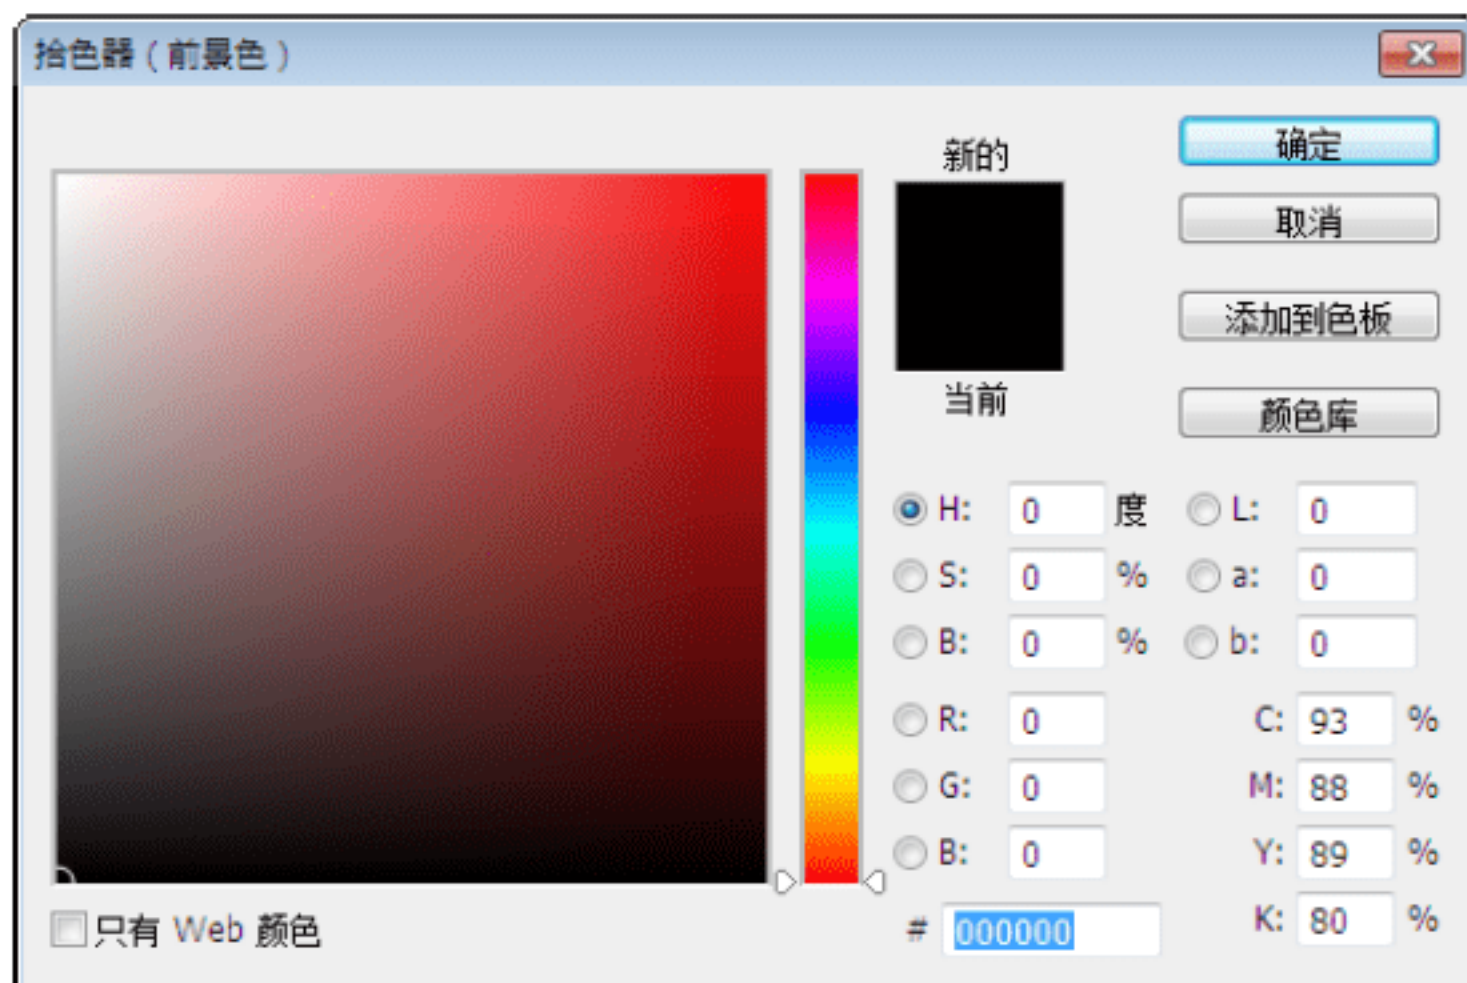 拾色器（前景色）
新的
当前
确定
取消
添加到色板
颜色库
H: 0 度
S: 0 %
B: 0 %
R: 0
G: 0
B: 0
# 000000
L: 0
a: 0
b: 0
C: 93 %
M: 88 %
Y: 89 %
K: 80 %
只有 Web 颜色